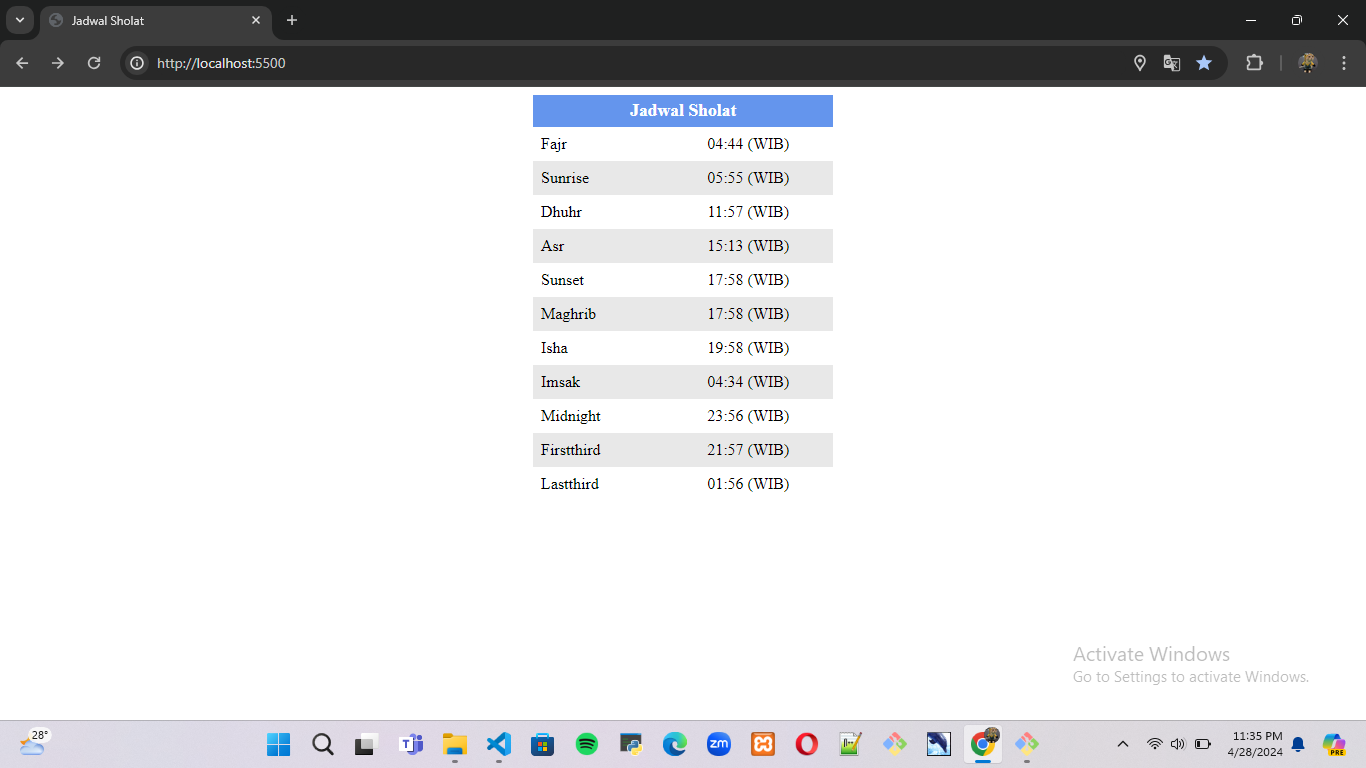 Jadwal Sholat
http://localhost:5500
Jadwal Sholat
Fajr 04:44 (WIB)
Sunrise 05:55 (WIB)
Dhuhr 11:57 (WIB)
Asr 15:13 (WIB)
Sunset 17:58 (WIB)
Maghrib 17:58 (WIB)
Isha 19:58 (WIB)
Imsak 04:34 (WIB)
Midnight 23:56 (WIB)
Firstthird 21:57 (WIB)
Lastthird 01:56 (WIB)
Activate Windows
Go to Settings to activate Windows.
28°
zm
11:35 PM
4/28/2024
PRE